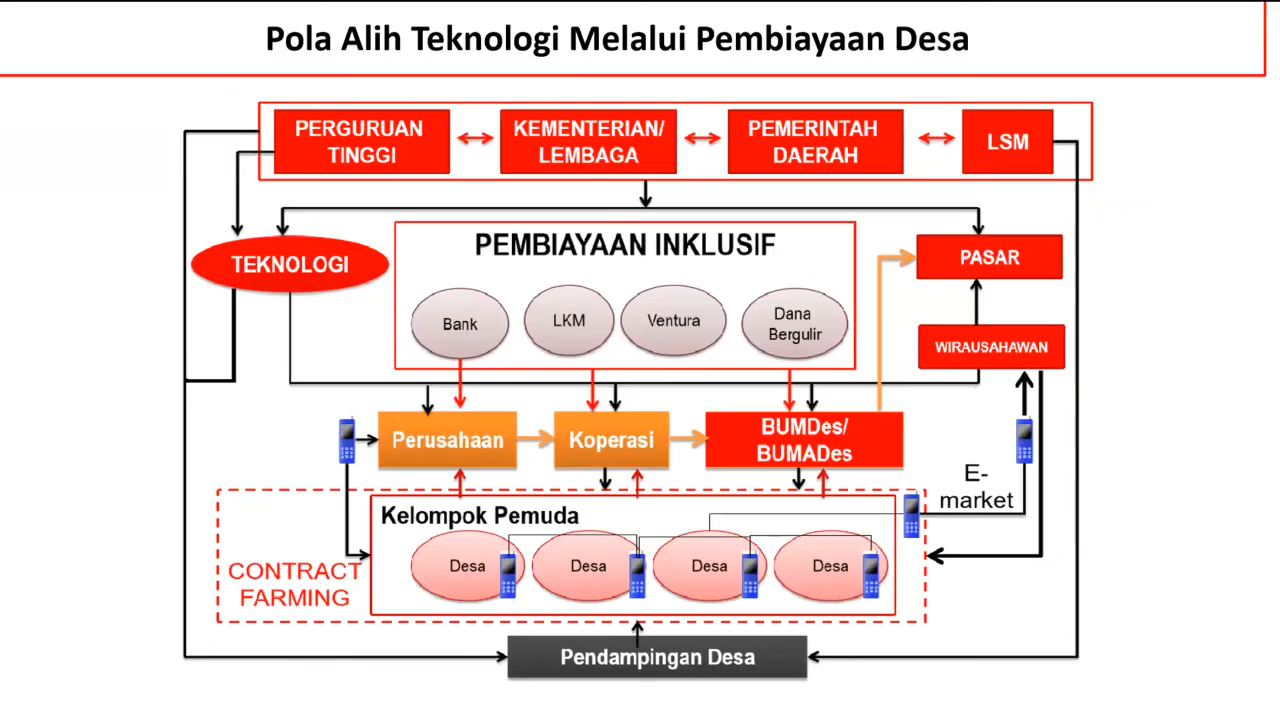 Pola Alih Teknologi Melalui Pembiayaan Desa
PERGURUAN
TINGGI
KEMENTERIAN/
LEMBAGA
PEMERINTAH
DAERAH
LSM
TEKNOLOGI
PEMBIAYAAN INKLUSIF
PASAR
Bank
LKM
Ventura
Dana
Bergulir
WIRAUSAHAWAN
Perusahaan
Koperasi
BUMDes/
BUMADes
E-
market
Kelompok Pemuda
CONTRACT
FARMING
Desa
Desa
Desa
Desa
Pendampingan Desa